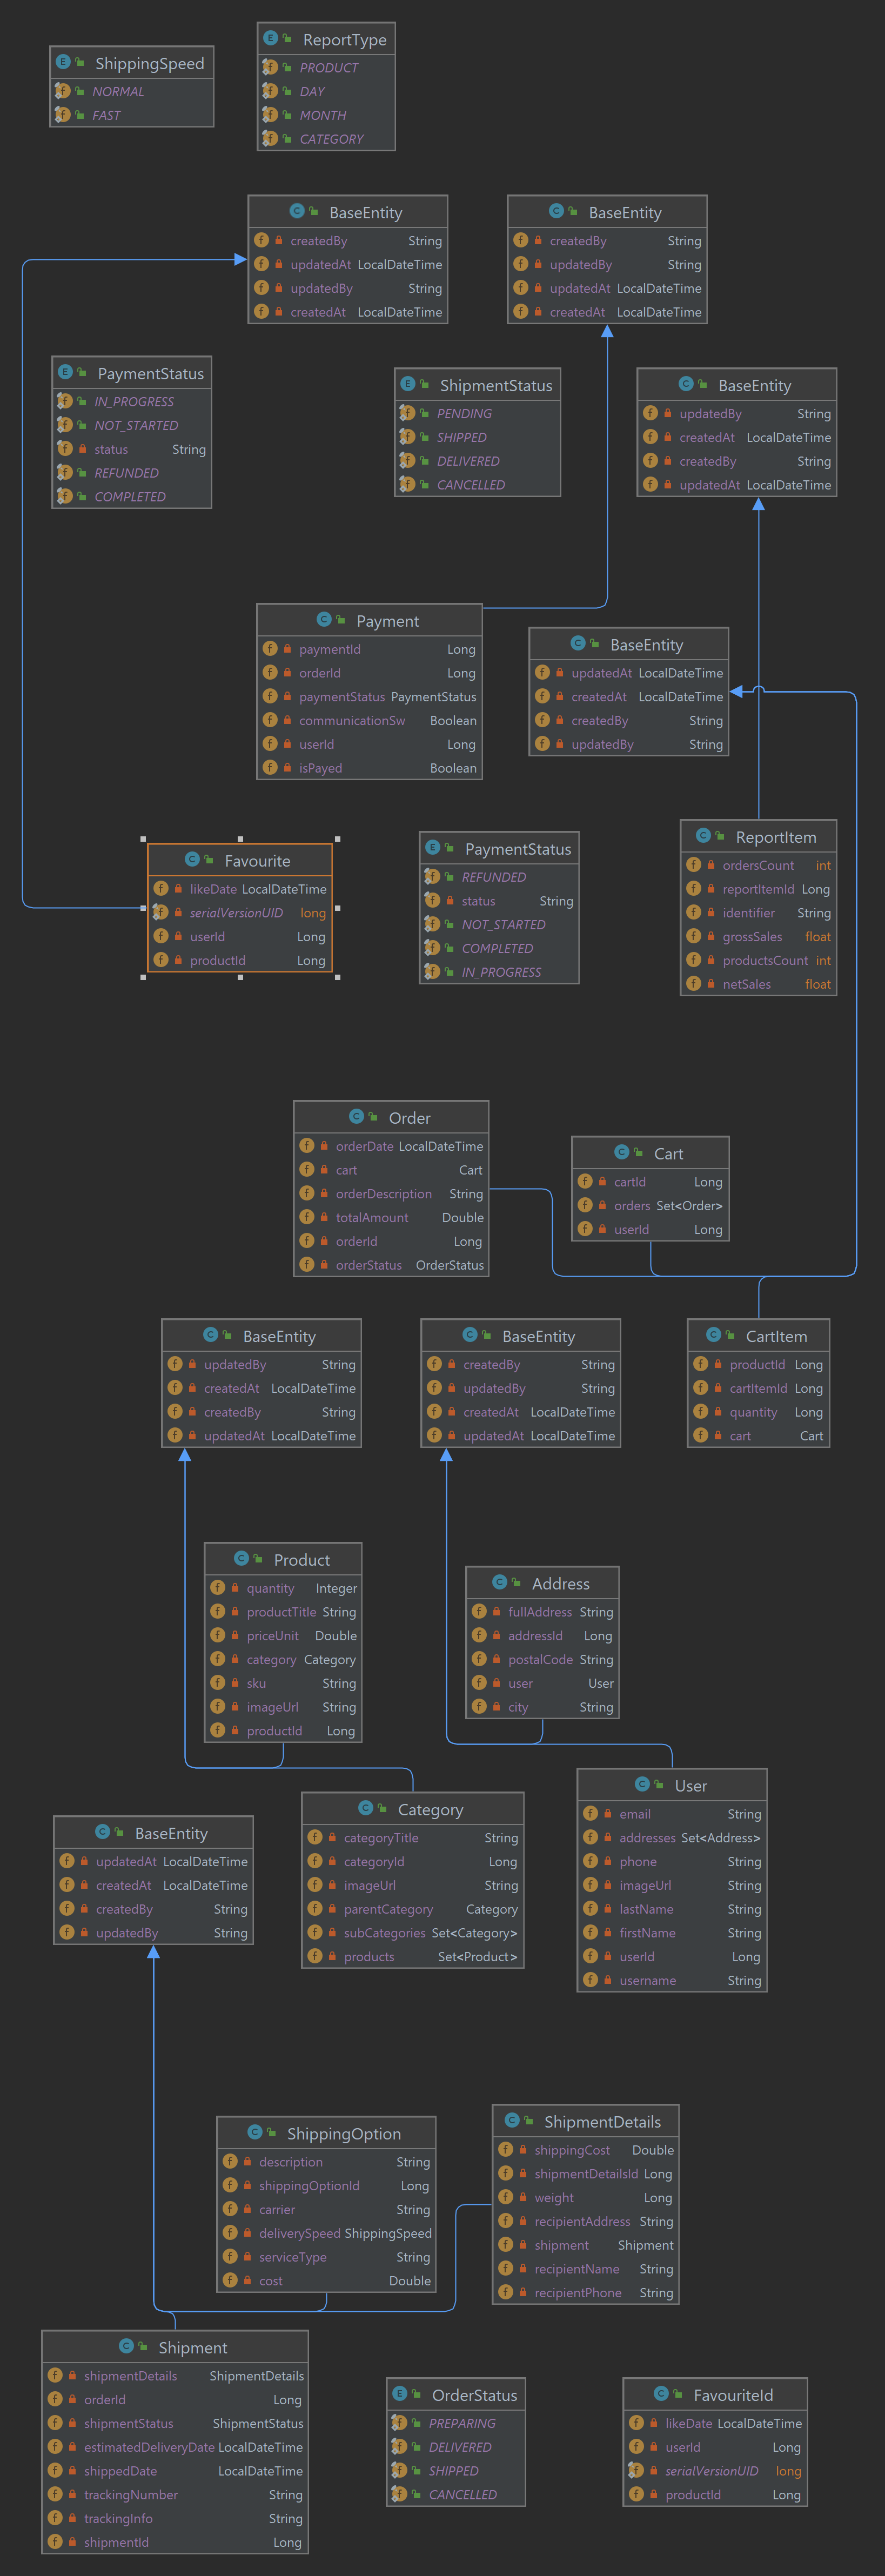 ShippingSpeed
NORMAL
FAST
ReportType
PRODUCT
DAY
MONTH
CATEGORY
BaseEntity
createdBy String
updatedAt LocalDateTime
updatedBy String
createdAt LocalDateTime
BaseEntity
createdBy String
updatedBy String
updatedAt LocalDateTime
createdAt LocalDateTime
PaymentStatus
IN_PROGRESS
NOT_STARTED
status String
REFUNDED
COMPLETED
ShipmentStatus
PENDING
SHIPPED
DELIVERED
CANCELLED
BaseEntity
updatedBy String
createdAt LocalDateTime
createdBy String
updatedAt LocalDateTime
Payment
paymentId Long
orderId Long
paymentStatus PaymentStatus
communicationSw Boolean
userId Long
isPayed Boolean
BaseEntity
updatedAt LocalDateTime
createdAt LocalDateTime
createdBy String
updatedBy String
Favourite
likeDate LocalDateTime
serialVersionUID long
userId Long
productId Long
PaymentStatus
REFUNDED
status String
NOT_STARTED
COMPLETED
IN_PROGRESS
ReportItem
ordersCount int
reportItemId Long
identifier String
grossSales float
productsCount int
netSales float
Order
orderDate LocalDateTime
cart Cart
orderDescription String
totalAmount Double
orderId Long
orderStatus OrderStatus
Cart
cartId Long
orders Set<Order>
userId Long
BaseEntity
updatedBy String
createdAt LocalDateTime
createdBy String
updatedAt LocalDateTime
BaseEntity
createdBy String
updatedBy String
createdAt LocalDateTime
updatedAt LocalDateTime
CartItem
productId Long
cartItemId Long
quantity Long
cart Cart
Product
quantity Integer
productTitle String
priceUnit Double
category Category
sku String
imageUrl String
productId Long
Address
fullAddress String
addressId Long
postalCode String
user User
city String
BaseEntity
updatedAt LocalDateTime
createdAt LocalDateTime
createdBy String
updatedBy String
Category
categoryTitle String
categoryId Long
imageUrl String
parentCategory Category
subCategories Set<Category>
products Set<Product>
User
email String
addresses Set<Address>
phone String
imageUrl String
lastName String
firstName String
userId Long
username String
ShippingOption
description String
shippingOptionId Long
carrier String
deliverySpeed ShippingSpeed
serviceType String
cost Double
ShipmentDetails
shippingCost Double
shipmentDetailsId Long
weight Long
recipientAddress String
shipment Shipment
recipientName String
recipientPhone String
Shipment
shipmentDetails ShipmentDetails
orderId Long
shipmentStatus ShipmentStatus
estimatedDeliveryDate LocalDateTime
shippedDate LocalDateTime
trackingNumber String
trackingInfo String
shipmentId Long
OrderStatus
PREPARING
DELIVERED
SHIPPED
CANCELLED
FavouriteId
likeDate LocalDateTime
userId Long
serialVersionUID long
productId Long